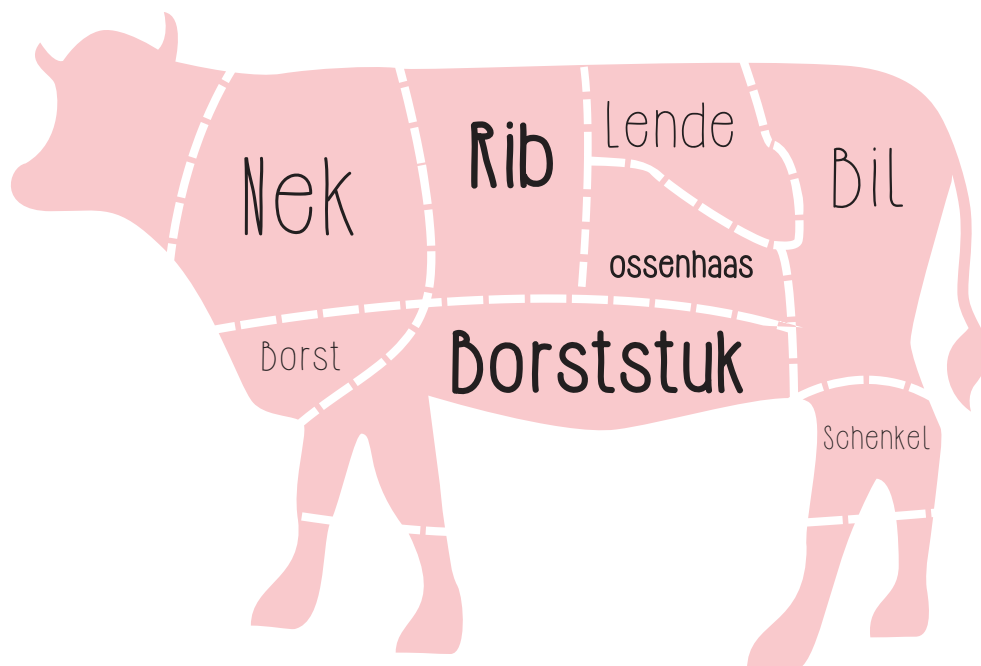 Nek
Rib
Lende
Bil
ossenhaas
Borst
Borststuk
Schenkel